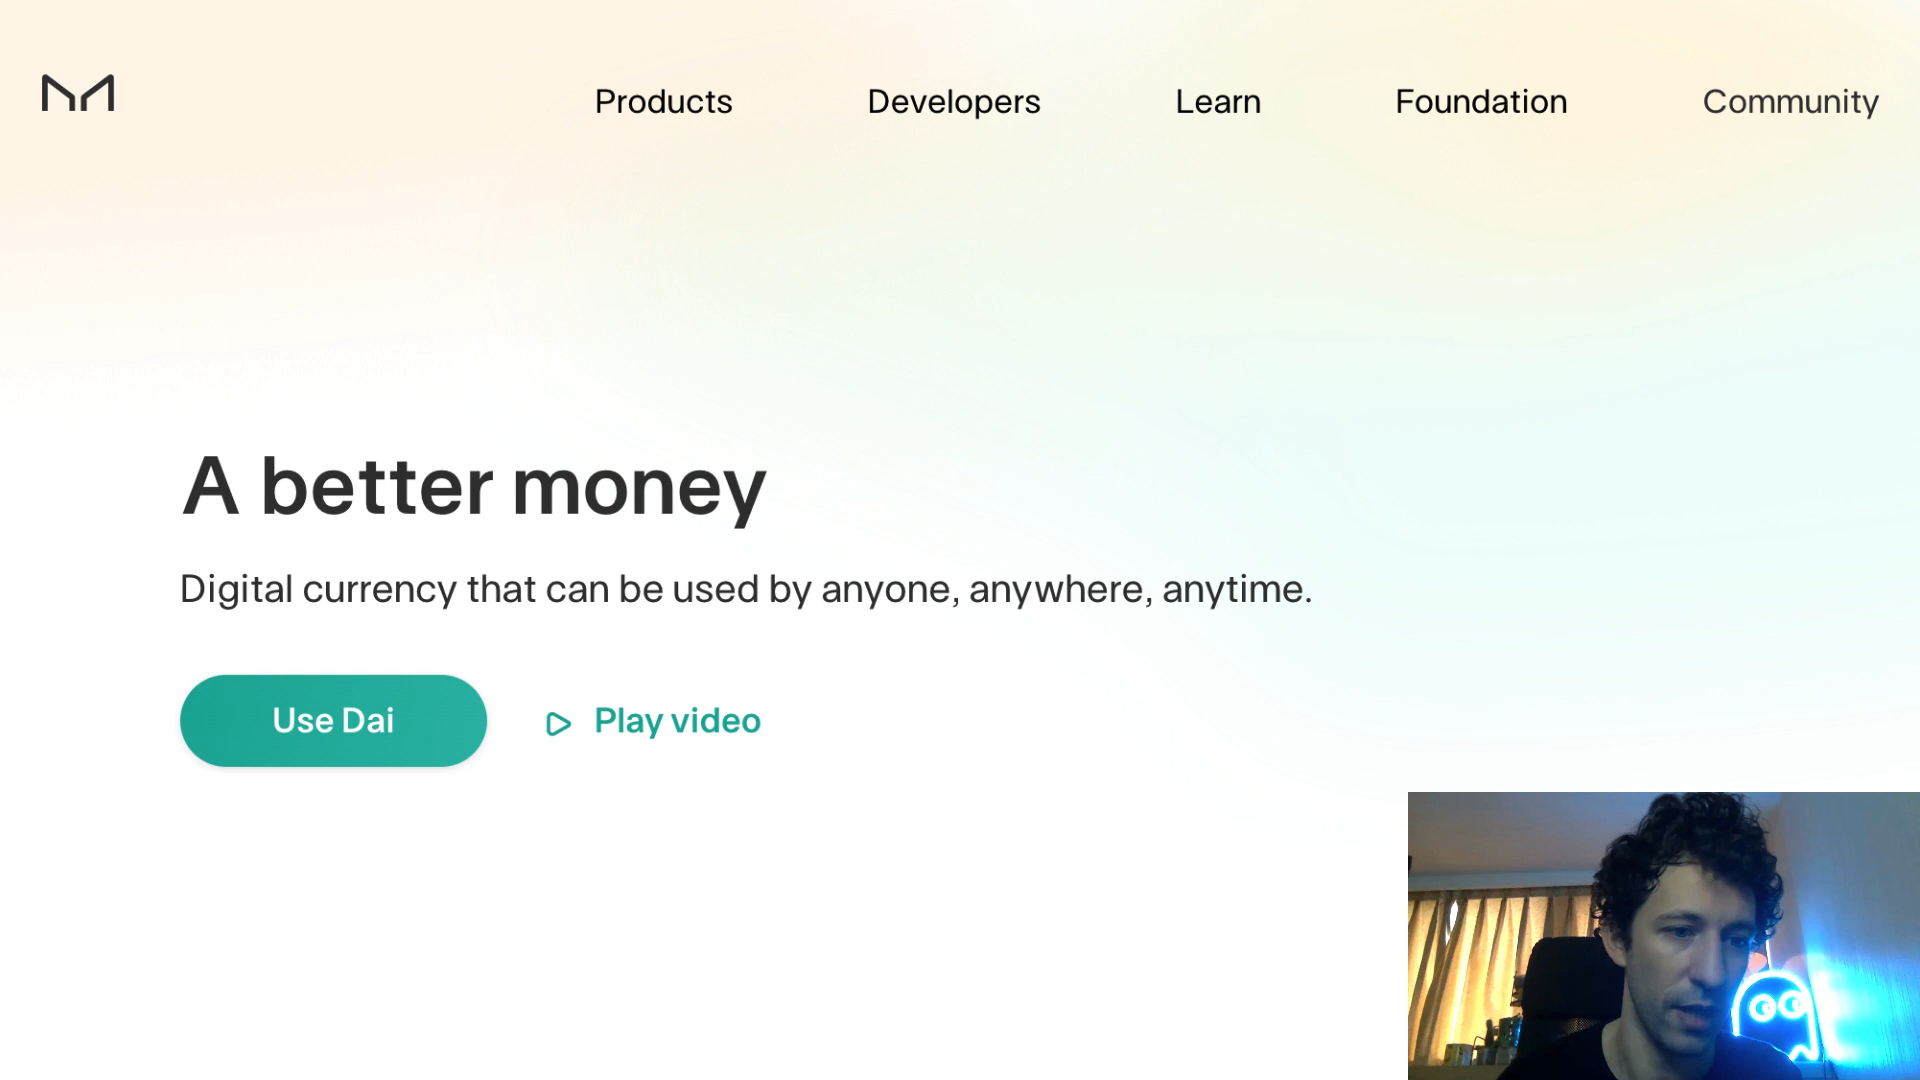 Products Developers Learn Foundation Community
A better money
Digital currency that can be used by anyone, anywhere, anytime.
Use Dai Play video